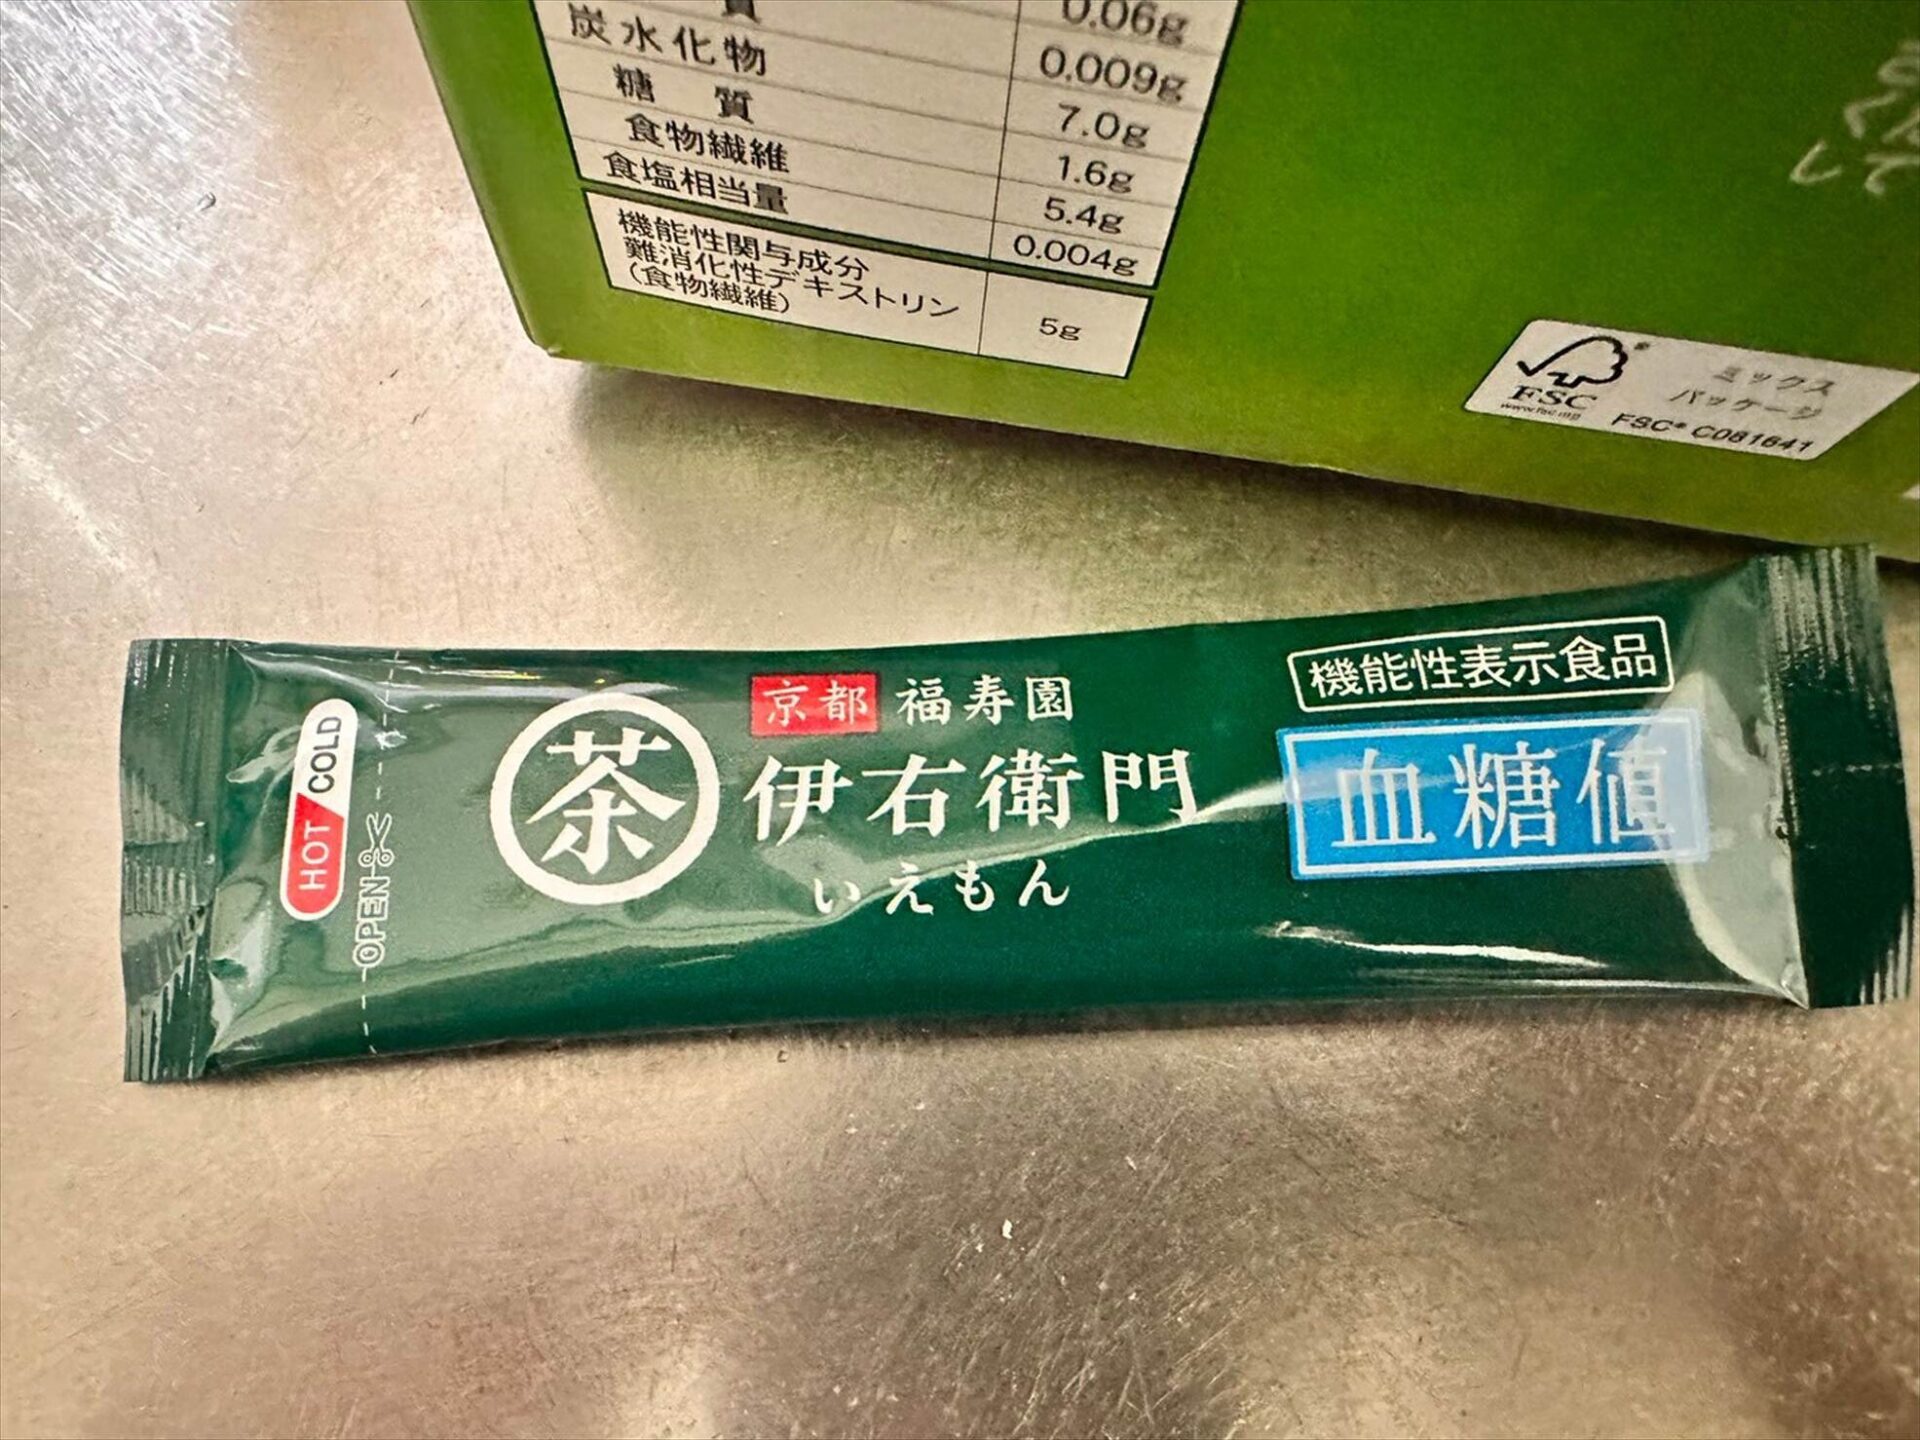 質 0.06g
炭水化物 0.009g
糖質 7.0g
食物繊維 1.6g
食塩相当量 5.4g
0.004g
機能性関与成分
難消化性デキストリン
(食物繊維)
5g
FSC
www.fsc.org
ミックス
パッケージ
FSC® C081641
HOT COLD
OPEN
茶
京都 福寿園
伊右衛門
いえもん
機能性表示食品
血糖値